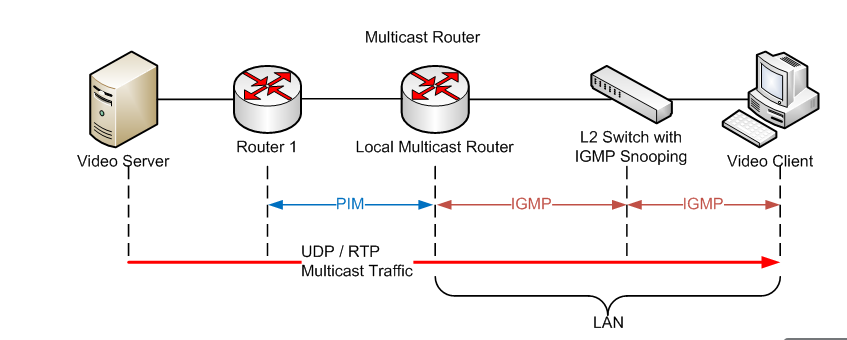 Multicast Router
Video Server
Router 1
Local Multicast Router
L2 Switch with
IGMP Snooping
Video Client
PIM
IGMP
IGMP
UDP / RTP
Multicast Traffic
LAN